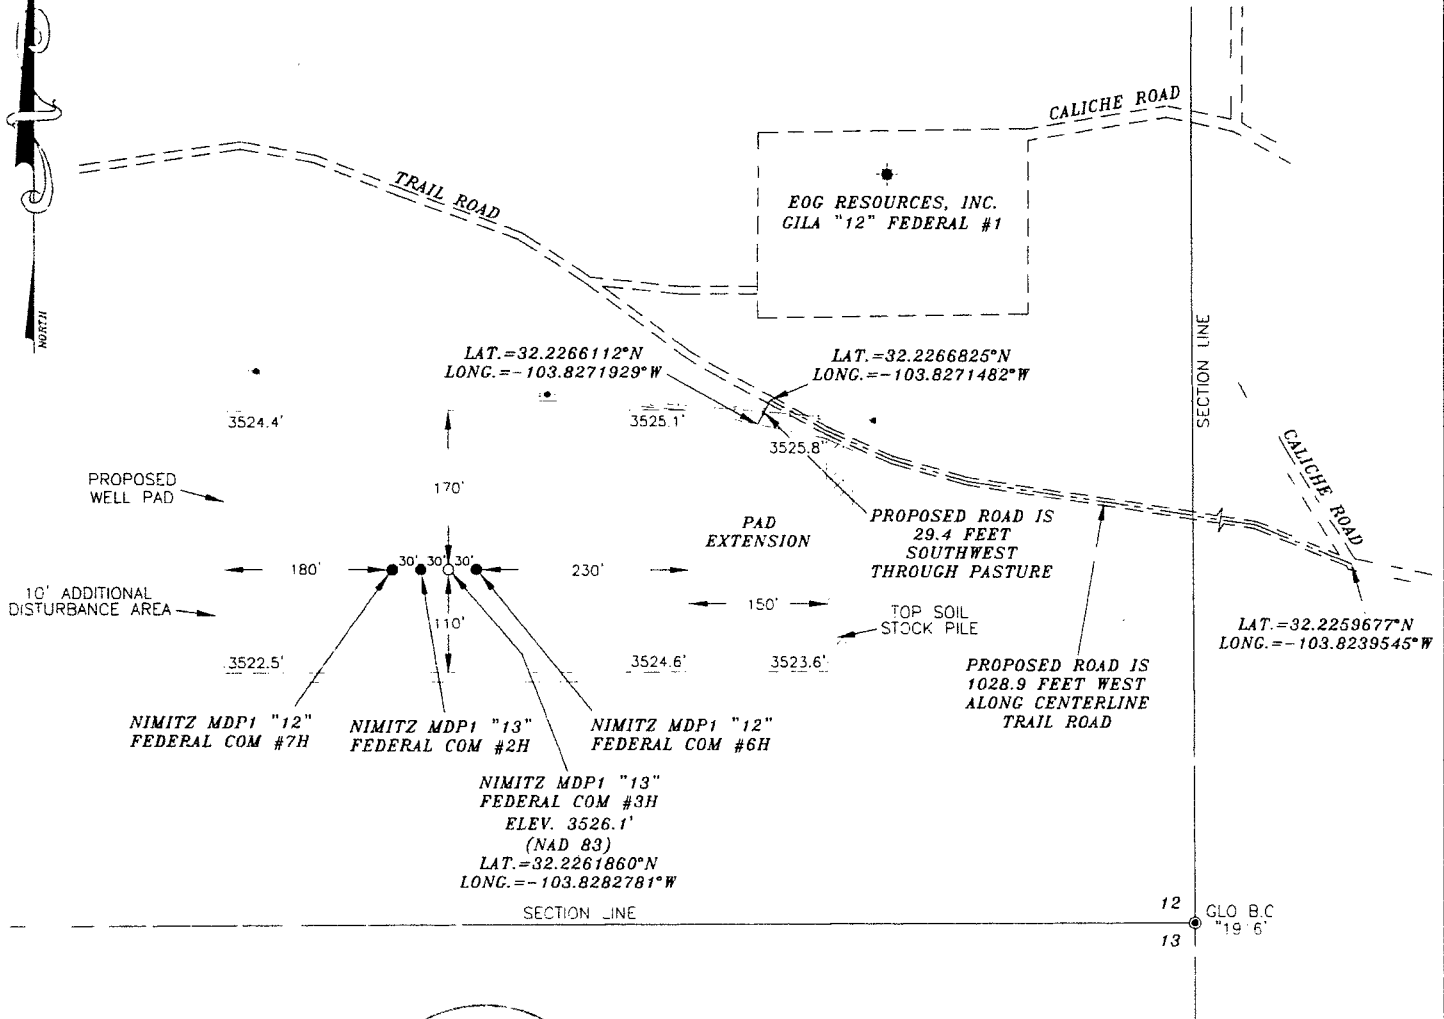 CALICHE ROAD
TRAIL ROAD
EOG RESOURCES, INC.
GILA "12" FEDERAL #1
NORTH
SECTION LINE
LAT.=32.2266112°N
LONG.=-103.8271929°W
LAT.=32.2266825°N
LONG.=-103.8271482°W
3524.4'
3525.1'
3525.8'
CALICHE ROAD
PROPOSED
WELL PAD
170'
PAD
EXTENSION
PROPOSED ROAD IS
29.4 FEET
SOUTHWEST
THROUGH PASTURE
180'
30'
30'
30'
230'
10' ADDITIONAL
DISTURBANCE AREA
110'
150'
TOP SOIL
STOCK PILE
LAT.=32.2259677°N
LONG.=-103.8239545°W
3522.5'
3524.6'
3523.6'
PROPOSED ROAD IS
1028.9 FEET WEST
ALONG CENTERLINE
TRAIL ROAD
NIMITZ MDP1 "12"
FEDERAL COM #7H
NIMITZ MDP1 "13"
FEDERAL COM #2H
NIMITZ MDP1 "12"
FEDERAL COM #6H
NIMITZ MDP1 "13"
FEDERAL COM #3H
ELEV. 3526.1'
(NAD 83)
LAT.=32.2261860°N
LONG.=-103.8282781°W
SECTION LINE
12
13
GLO B.C